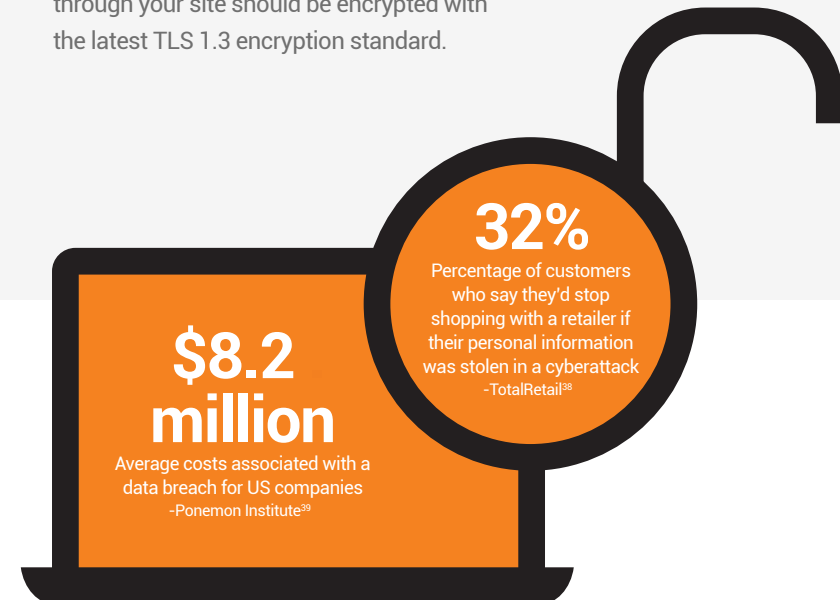 through your site should be encrypted with
the latest TLS 1.3 encryption standard.
32%
Percentage of customers
who say they'd stop
shopping with a retailer if
their personal information
was stolen in a cyberattack
-TotalRetail38
$8.2
million
Average costs associated with a
data breach for US companies
-Ponemon Institute39